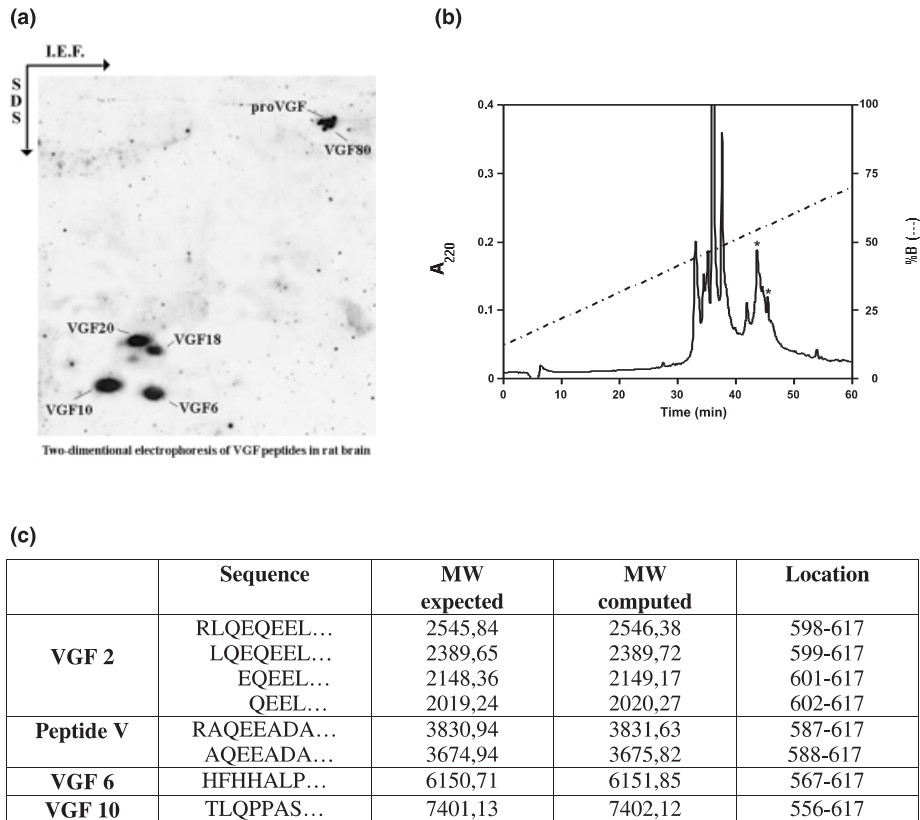 (a)
I.E.F.
S
D
S
proVGF
VGF80
VGF20
VGF18
VGF10
VGF6
Two-dimentional electrophoresis of VGF peptides in rat brain
(b)
0.4
0.3
0.2
0.1
0
A220
100
75
50
25
0
%B (---)
*
*
0 10 20 30 40 50 60
Time (min)
(c)
Sequence MW expected MW computed Location
VGF 2 RLQEQEEL... 2545,84 2546,38 598-617
LQEQEEL... 2389,65 2389,72 599-617
EQEEL... 2148,36 2149,17 601-617
QEEL... 2019,24 2020,27 602-617
Peptide V RAQEEADA... 3830,94 3831,63 587-617
AQEEADA... 3674,94 3675,82 588-617
VGF 6 HFHHALP... 6150,71 6151,85 567-617
VGF 10 TLQPPAS... 7401,13 7402,12 556-617